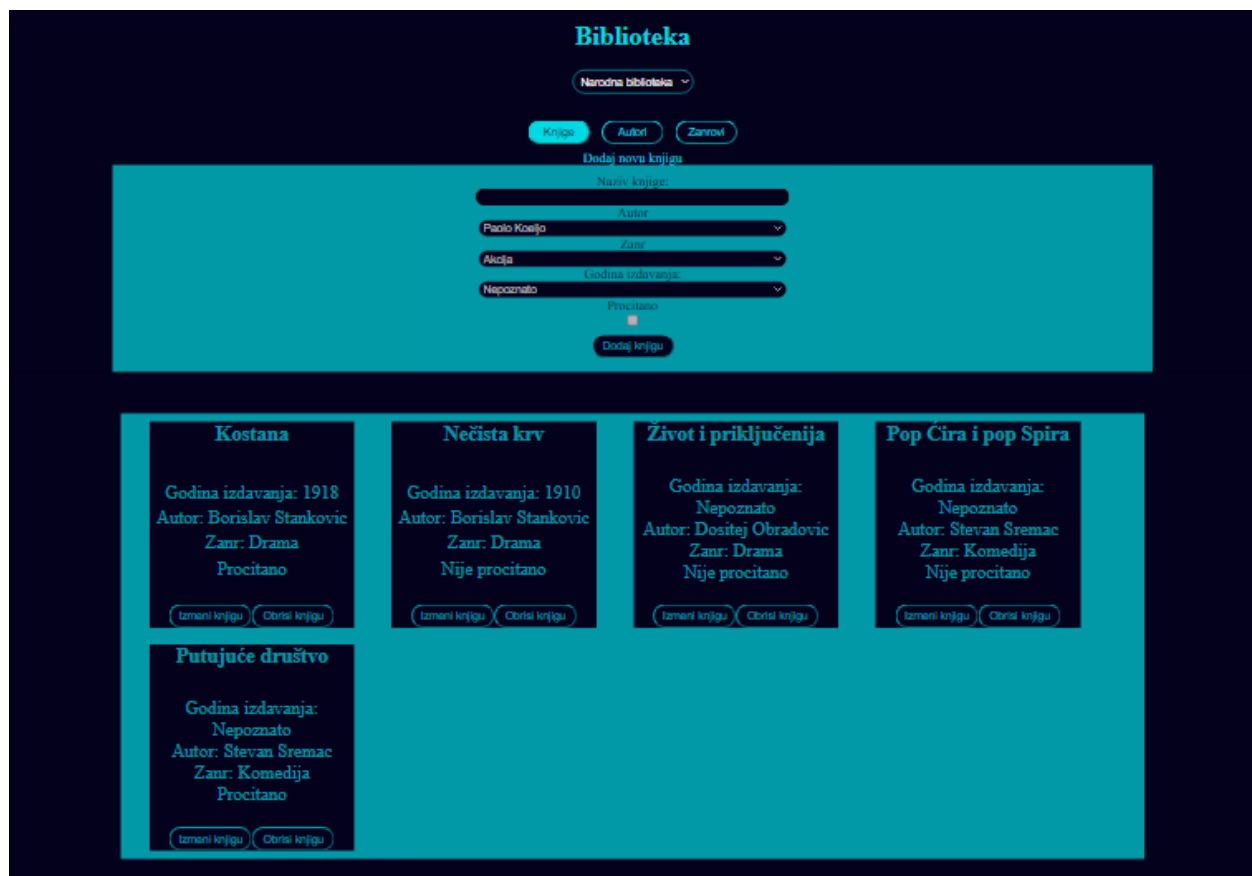 Biblioteka
Narodna biblioteka
Knjige Autori Zanrovi
Dodaj novu knjigu
Naziv knjige:
Autor
Paolo Koeljo
Zanr
Akcija
Godina izdavanja:
Nepoznato
Procitano
Dodaj knjigu
Kostana
Godina izdavanja: 1918
Autor: Borislav Stankovic
Zanr: Drama
Procitano
Izmeni knjigu Obrisi knjigu
Nečista krv
Godina izdavanja: 1910
Autor: Borislav Stankovic
Zanr: Drama
Nije procitano
Izmeni knjigu Obrisi knjigu
Život i priključenija
Godina izdavanja:
Nepoznato
Autor: Dositej Obradovic
Zanr: Drama
Nije procitano
Izmeni knjigu Obrisi knjigu
Pop Ćira i pop Spira
Godina izdavanja:
Nepoznato
Autor: Stevan Sremac
Zanr: Komedija
Nije procitano
Izmeni knjigu Obrisi knjigu
Putujuće društvo
Godina izdavanja:
Nepoznato
Autor: Stevan Sremac
Zanr: Komedija
Procitano
Izmeni knjigu Obrisi knjigu